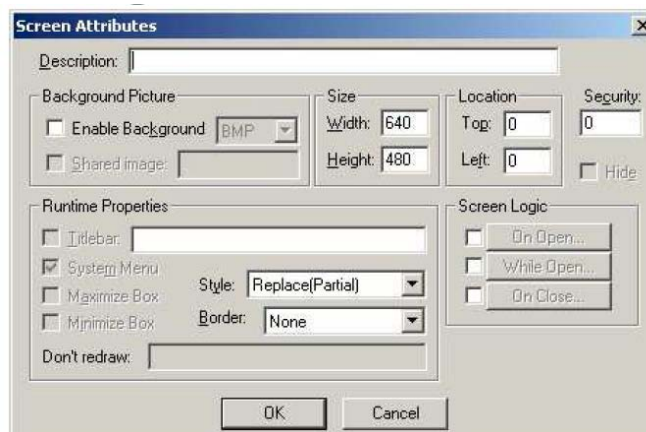 Screen Attributes
Description:
Background Picture
Enable Background BMP
Shared image:
Size
Width: 640
Height: 480
Location
Top: 0
Left: 0
Security:
0
Hide
Runtime Properties
Titlebar:
System Menu
Maximize Box
Minimize Box
Style: Replace(Partial)
Border: None
Don't redraw:
Screen Logic
On Open...
While Open...
On Close...
OK
Cancel